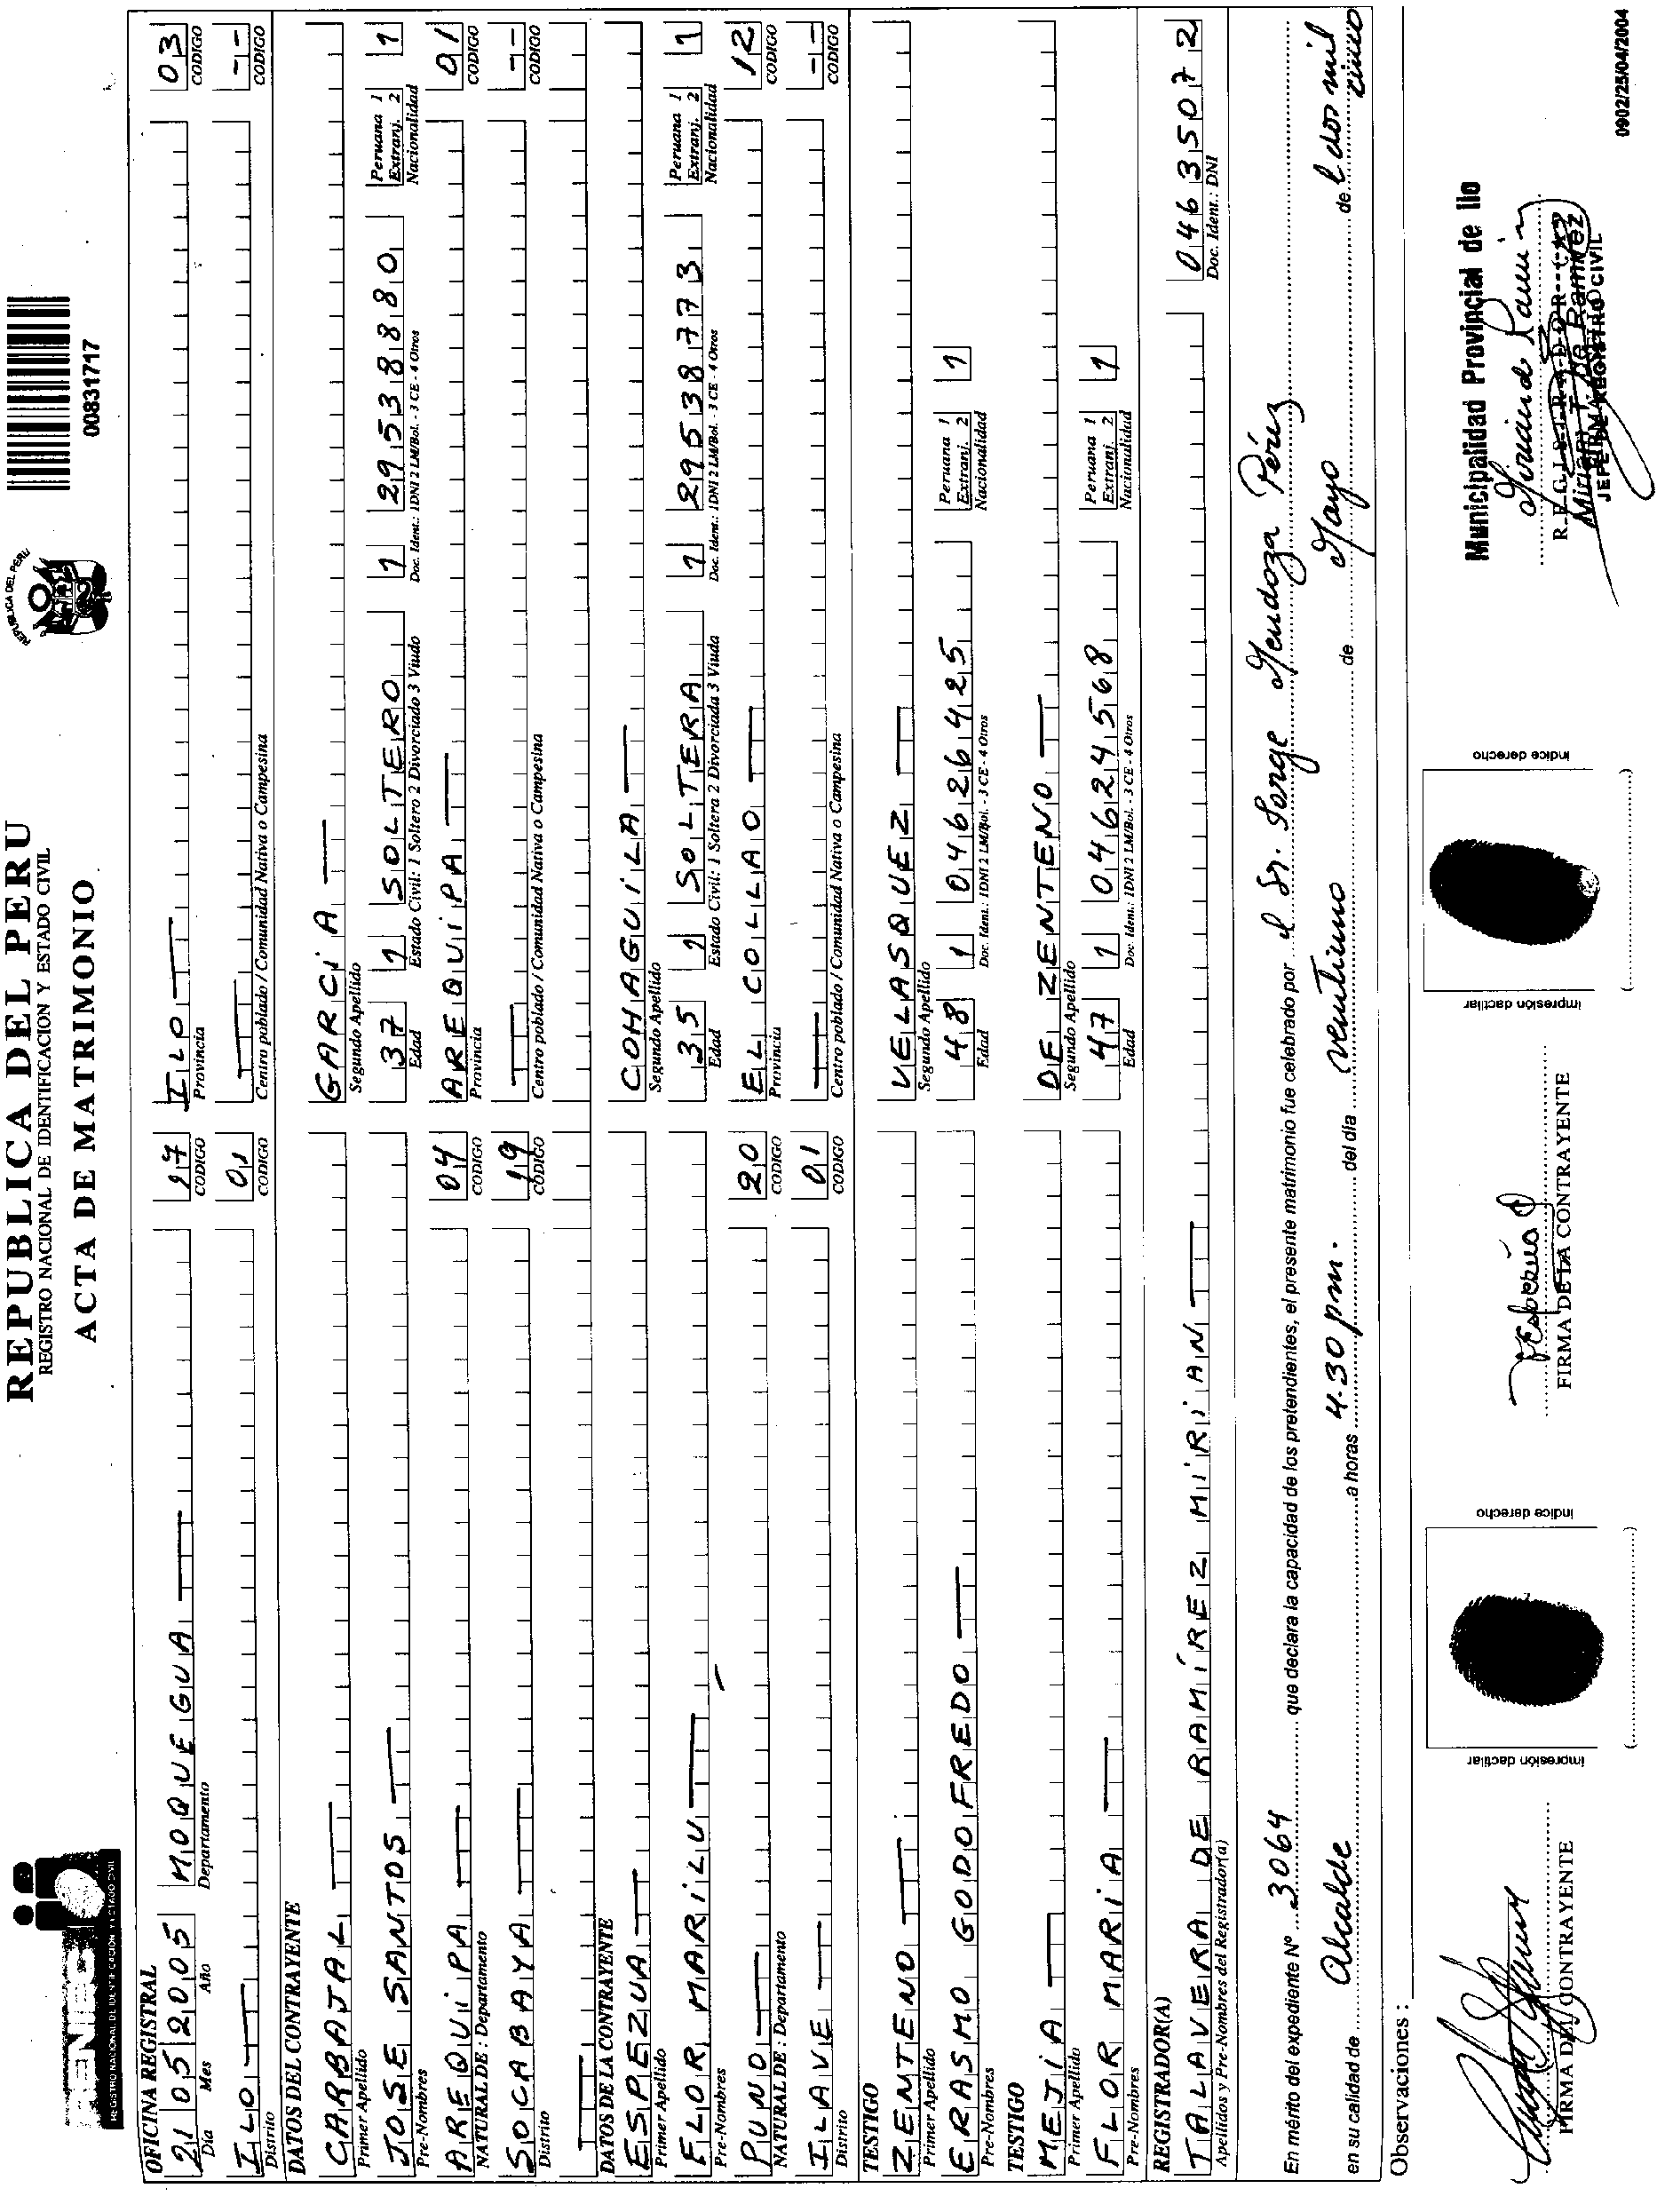 REPUBLICA DEL PERU
REGISTRO NACIONAL DE IDENTIFICACION Y ESTADO CIVIL
ACTA DE MATRIMONIO
REGISTRO NACIONAL DE IDENTIFICACION Y ESTADO CIVIL
REPUBLICA DEL PERU
00831717
OFICINA REGISTRAL
21 05 2005 MOQUEGUA 17 ILO 03
Dia Mes Año Departamento CODIGO Provincia CODIGO
ILO 01 --
Distrito CODIGO Centro poblado / Comunidad Nativa o Campesina CODIGO
DATOS DEL CONTRAYENTE
CARBAJAL GARCiA
Primer Apellido Segundo Apellido
JOSE SANTOS 37 1 SOLTERO 1 29538880 Peruana 1 Extranj. 2 1
Pre-Nombres Edad Estado Civil: 1 Soltero 2 Divorciado 3 Viudo Doc. Ident.: 1DNI 2 LM/Bol. - 3 CE - 4 Otros Nacionalidad
AREQUiPA 04 AREQUiPA 01
NATURAL DE : Departamento CODIGO Provincia CODIGO
SOCABAYA 19 --
Distrito CODIGO Centro poblado / Comunidad Nativa o Campesina CODIGO
DATOS DE LA CONTRAYENTE
ESPEZUA COHAGUiLA
Primer Apellido Segundo Apellido
FLOR MARiLU 35 1 SOLTERA 1 29538773 Peruana 1 Extranj. 2 1
Pre-Nombres Edad Estado Civil: 1 Soltera 2 Divorciada 3 Viuda Doc. Ident.: 1DNI 2 LM/Bol. - 3 CE - 4 Otros Nacionalidad
PUNO 20 EL COLLAO 12
NATURAL DE : Departamento CODIGO Provincia CODIGO
ILAVE 01 --
Distrito CODIGO Centro poblado / Comunidad Nativa o Campesina CODIGO
TESTIGO
ZENTENO VELASQUEZ
Primer Apellido Segundo Apellido
ERASMO GODOFREDO 48 1 04626425 Peruana 1 Extranj. 2 1
Pre-Nombres Edad Doc. Ident.: 1DNI 2 LM/Bol. - 3 CE - 4 Otros Nacionalidad
TESTIGO
MEJiA DE ZENTENO
Primer Apellido Segundo Apellido
FLOR MARiA 47 1 04624568 Peruana 1 Extranj. 2 1
Pre-Nombres Edad Doc. Ident.: 1DNI 2 LM/Bol. - 3 CE - 4 Otros Nacionalidad
REGISTRADOR(A)
TALAVERA DE RAMÍREZ MiRiAN 04635072
Apellidos y Pre-Nombres del Registrador(a) Doc. Ident.: DNI
En mérito del expediente Nº 3064 que declara la capacidad de los pretendientes, el presente matrimonio fue celebrado por el Sr. Jorge Mendoza Pérez
en su calidad de Alcalde a horas 4.30 pm. del día veintiuno de Mayo de l dos mil cinco
Observaciones :
FIRMA DEL CONTRAYENTE
impresión dactilar
índice derecho
FIRMA DE LA CONTRAYENTE
impresión dactilar
índice derecho
Municipalidad Provincial de Ilo
REGISTRADOR
Mirian T. de Ramírez
JEFE DE REGISTRO CIVIL
0902/25/04/2004